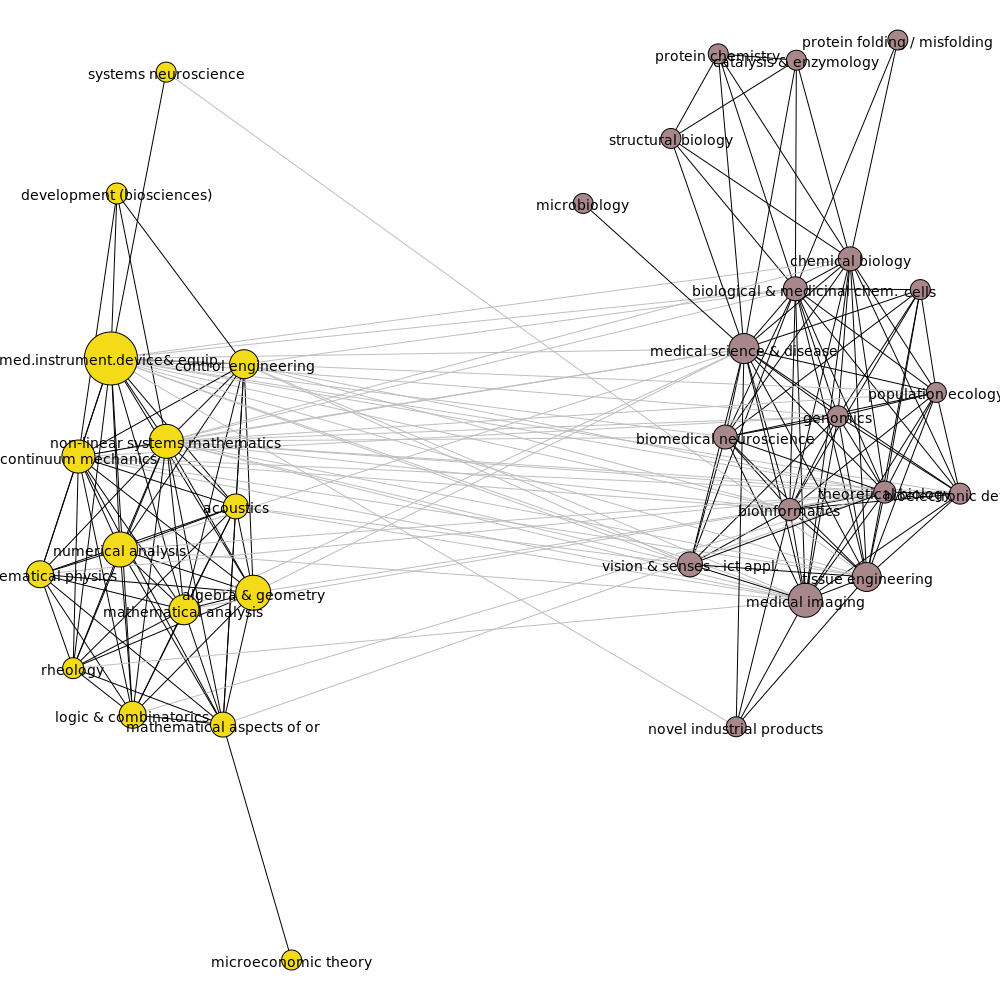 protein folding / misfolding
protein chemistry
catalysis & enzymology
systems neuroscience
structural biology
development (biosciences)
microbiology
chemical biology
biological & medicinal chem.
cells
medical science & disease
med.instrument.device& equip.
control engineering
population ecology
genomics
biomedical neuroscience
non-linear systems mathematics
continuum mechanics
theoretical biology
bioelectronic de
acoustics
bioinformatics
numerical analysis
vision & senses - ict appl.
ematical physics
tissue engineering
algebra & geometry
medical imaging
mathematical analysis
rheology
logic & combinatorics
mathematical aspects of or
novel industrial products
microeconomic theory